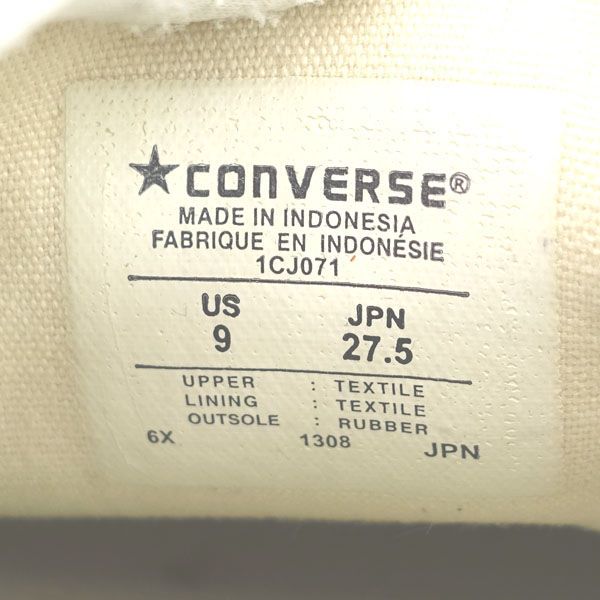 ★CONVERSE®
MADE IN INDONESIA
FABRIQUE EN INDONÉSIE
1CJ071
US JPN
9 27.5
UPPER : TEXTILE
LINING : TEXTILE
OUTSOLE : RUBBER
6X 1308 JPN